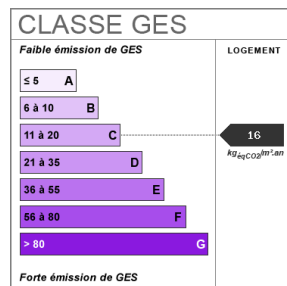 CLASSE GES
Faible émission de GES
LOGEMENT
≤ 5 A
6 à 10 B
11 à 20 C
16
kgéqCO2/m².an
21 à 35 D
36 à 55 E
56 à 80 F
> 80 G
Forte émission de GES